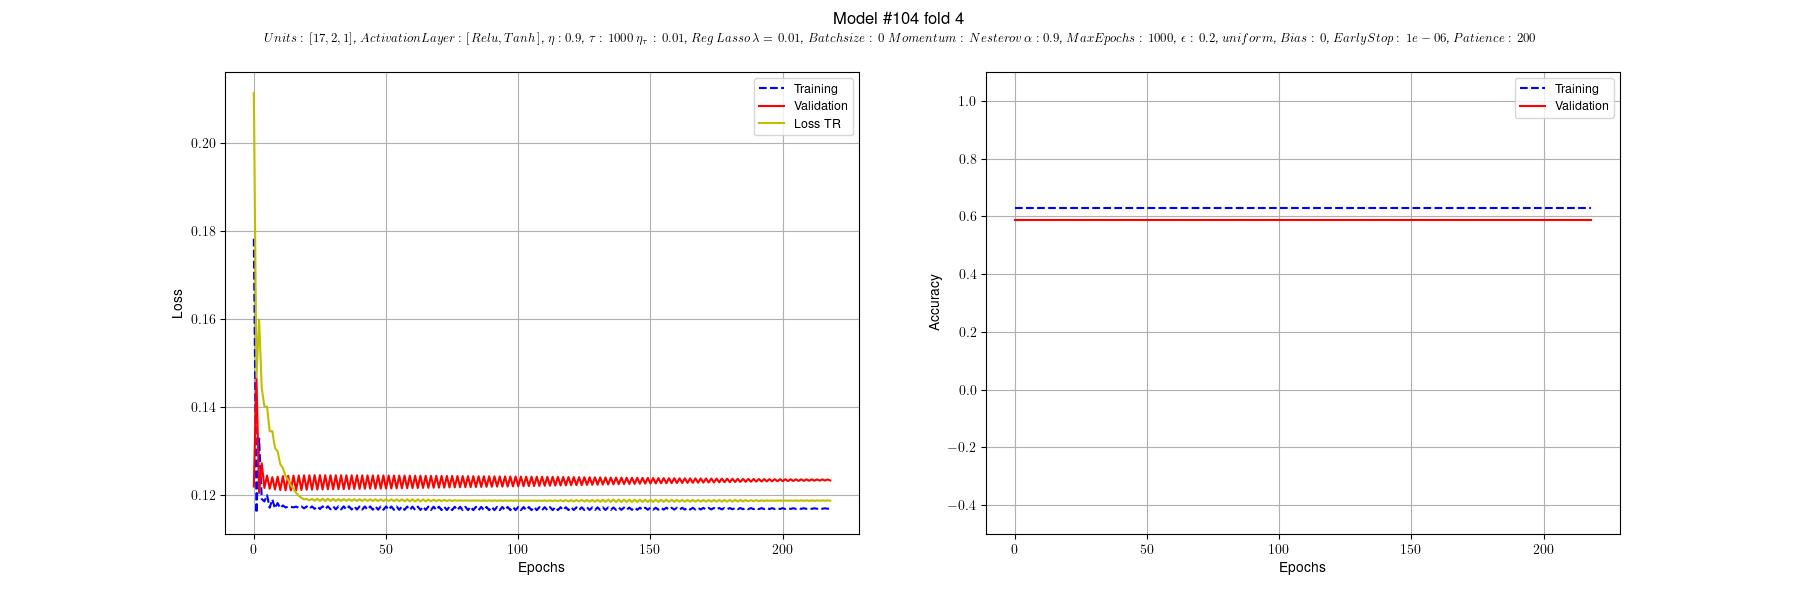 Model #104 fold 4
Units : [17, 2, 1], ActivationLayer : [Relu, Tanh], η : 0.9, τ : 1000 η_τ : 0.01, Reg Lasso λ = 0.01, Batchsize : 0 Momentum : Nesterov α : 0.9, MaxEpochs : 1000, ϵ : 0.2, uniform, Bias : 0, EarlyStop : 1e − 06, Patience : 200
Loss
0.20
0.18
0.16
0.14
0.12
0
50
100
150
200
Epochs
Training
Validation
Loss TR
Accuracy
1.0
0.8
0.6
0.4
0.2
0.0
−0.2
−0.4
0
50
100
150
200
Epochs
Training
Validation